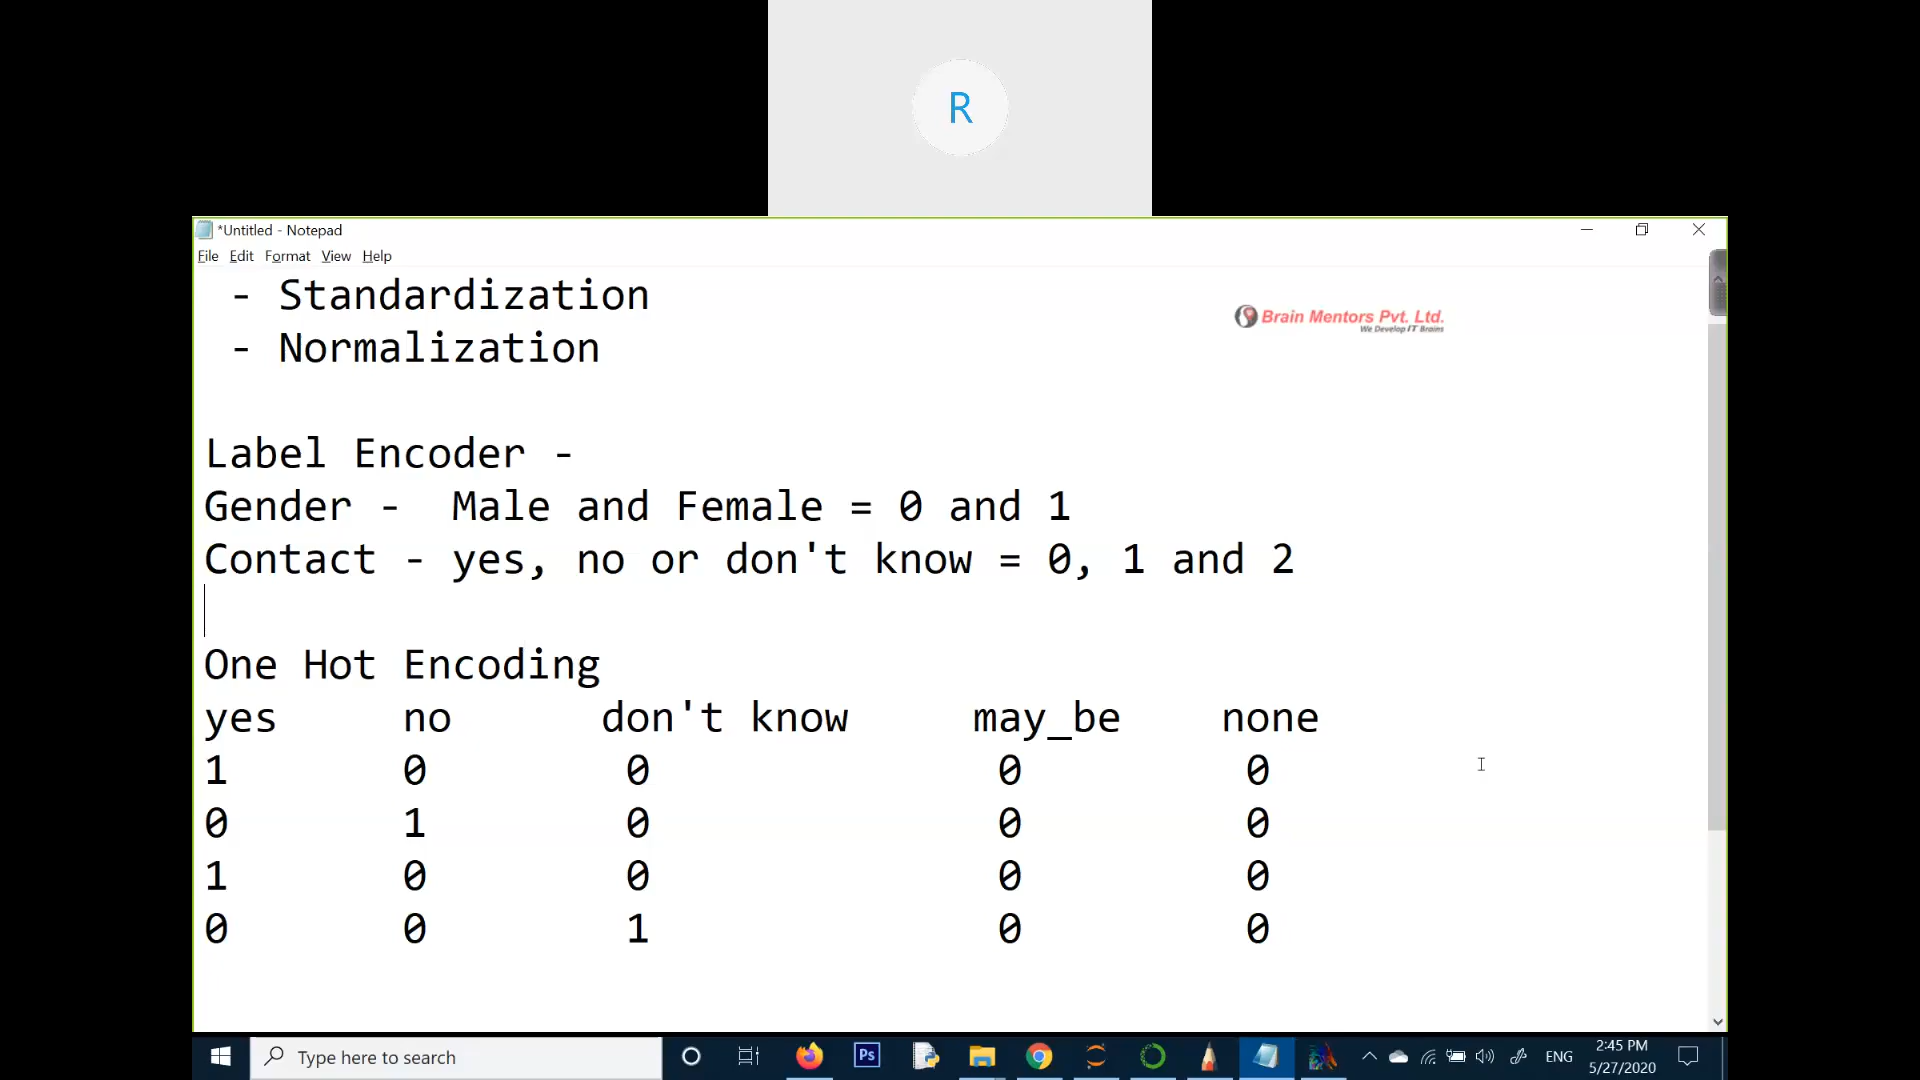 R
*Untitled - Notepad
File Edit Format View Help
- Standardization
- Normalization
Brain Mentors Pvt. Ltd.
We Develop IT Brains
Label Encoder -
Gender - Male and Female = 0 and 1
Contact - yes, no or don't know = 0, 1 and 2
One Hot Encoding
yes no don't know may_be none
1 0 0 0 0
0 1 0 0 0
1 0 0 0 0
0 0 1 0 0
Type here to search
Ps
ENG
2:45 PM
5/27/2020